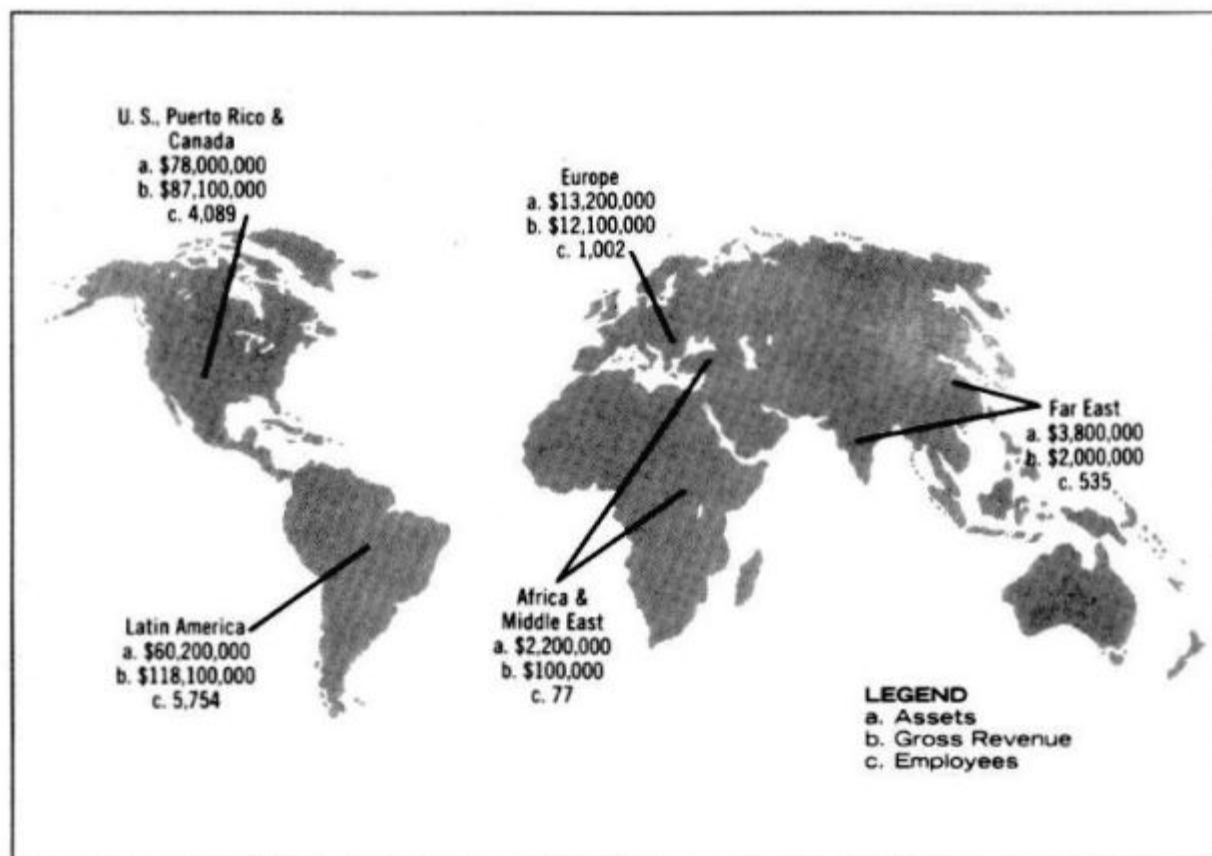 U. S., Puerto Rico &
Canada
a. $78,000,000
b. $87,100,000
c. 4,089
Europe
a. $13,200,000
b. $12,100,000
c. 1,002
Far East
a. $3,800,000
b. $2,000,000
c. 535
Latin America
a. $60,200,000
b. $118,100,000
c. 5,754
Africa &
Middle East
a. $2,200,000
b. $100,000
c. 77
LEGEND
a. Assets
b. Gross Revenue
c. Employees